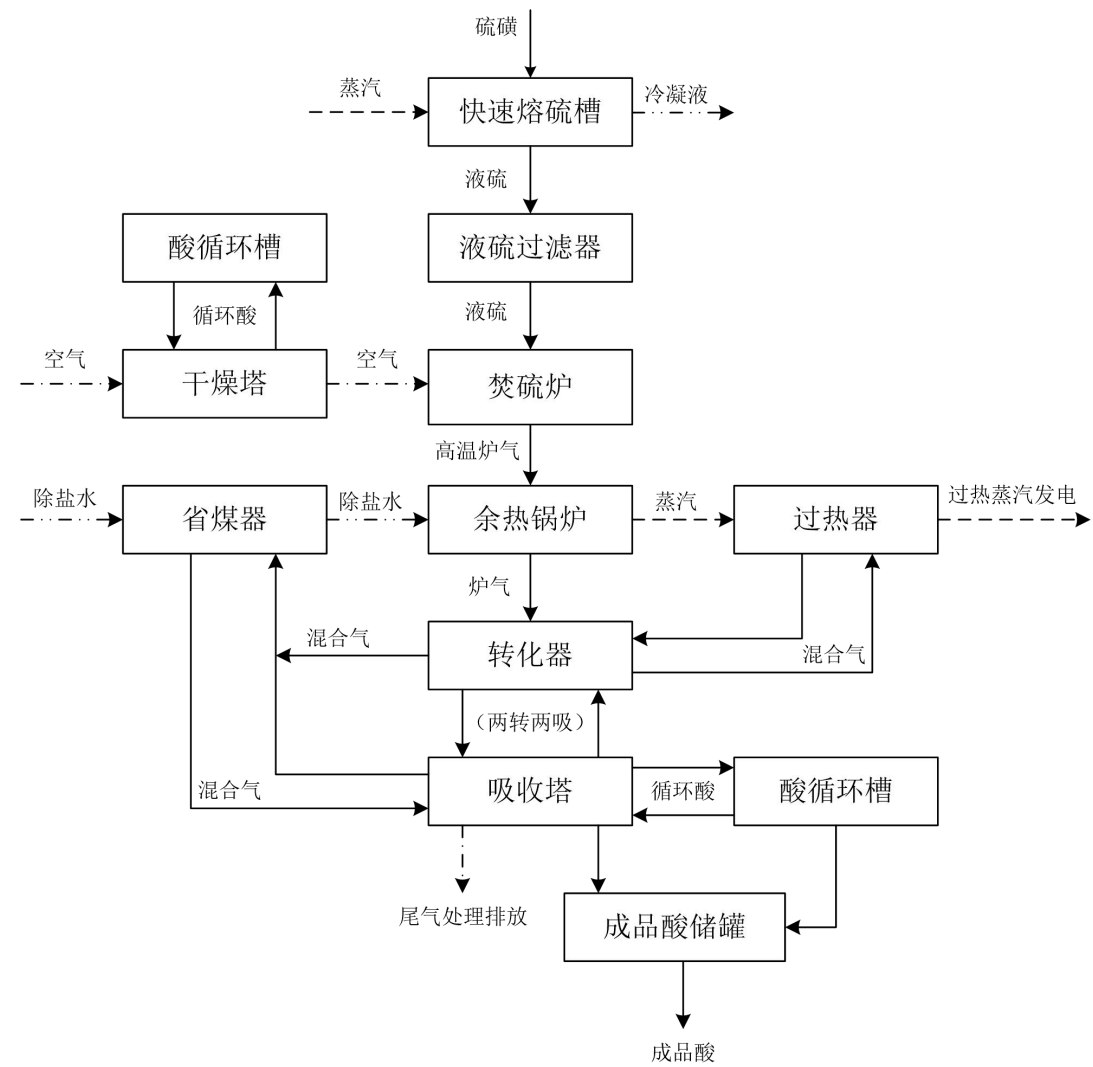 硫磺
蒸汽
快速熔硫槽
冷凝液
液硫
酸循环槽
液硫过滤器
循环酸
液硫
空气
干燥塔
空气
焚硫炉
高温炉气
除盐水
省煤器
除盐水
余热锅炉
蒸汽
过热器
过热蒸汽发电
炉气
混合气
转化器
混合气
（两转两吸）
混合气
吸收塔
循环酸
酸循环槽
尾气处理排放
成品酸储罐
成品酸